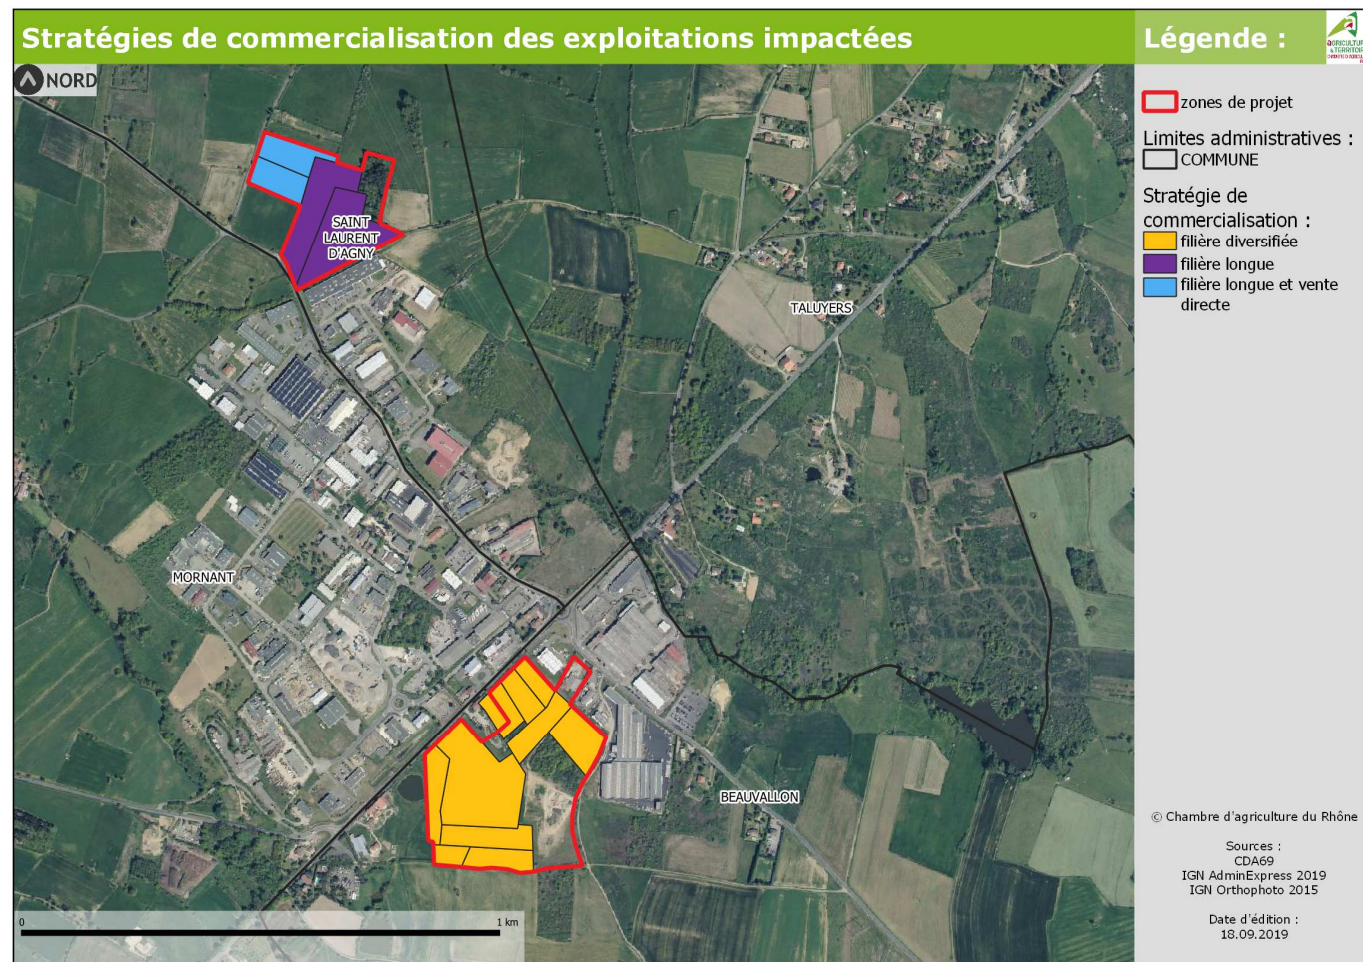 Stratégies de commercialisation des exploitations impactées
Légende :
NORD
zones de projet
Limites administratives :
COMMUNE
Stratégie de
commercialisation :
filière diversifiée
filière longue
filière longue et vente
directe
SAINT
LAURENT
D'AGNY
TALUYERS
MORNANT
BEAUVALLON
0
1 km
© Chambre d'agriculture du Rhône
Sources :
CDA69
IGN AdminExpress 2019
IGN Orthophoto 2015
Date d'édition :
18.09.2019